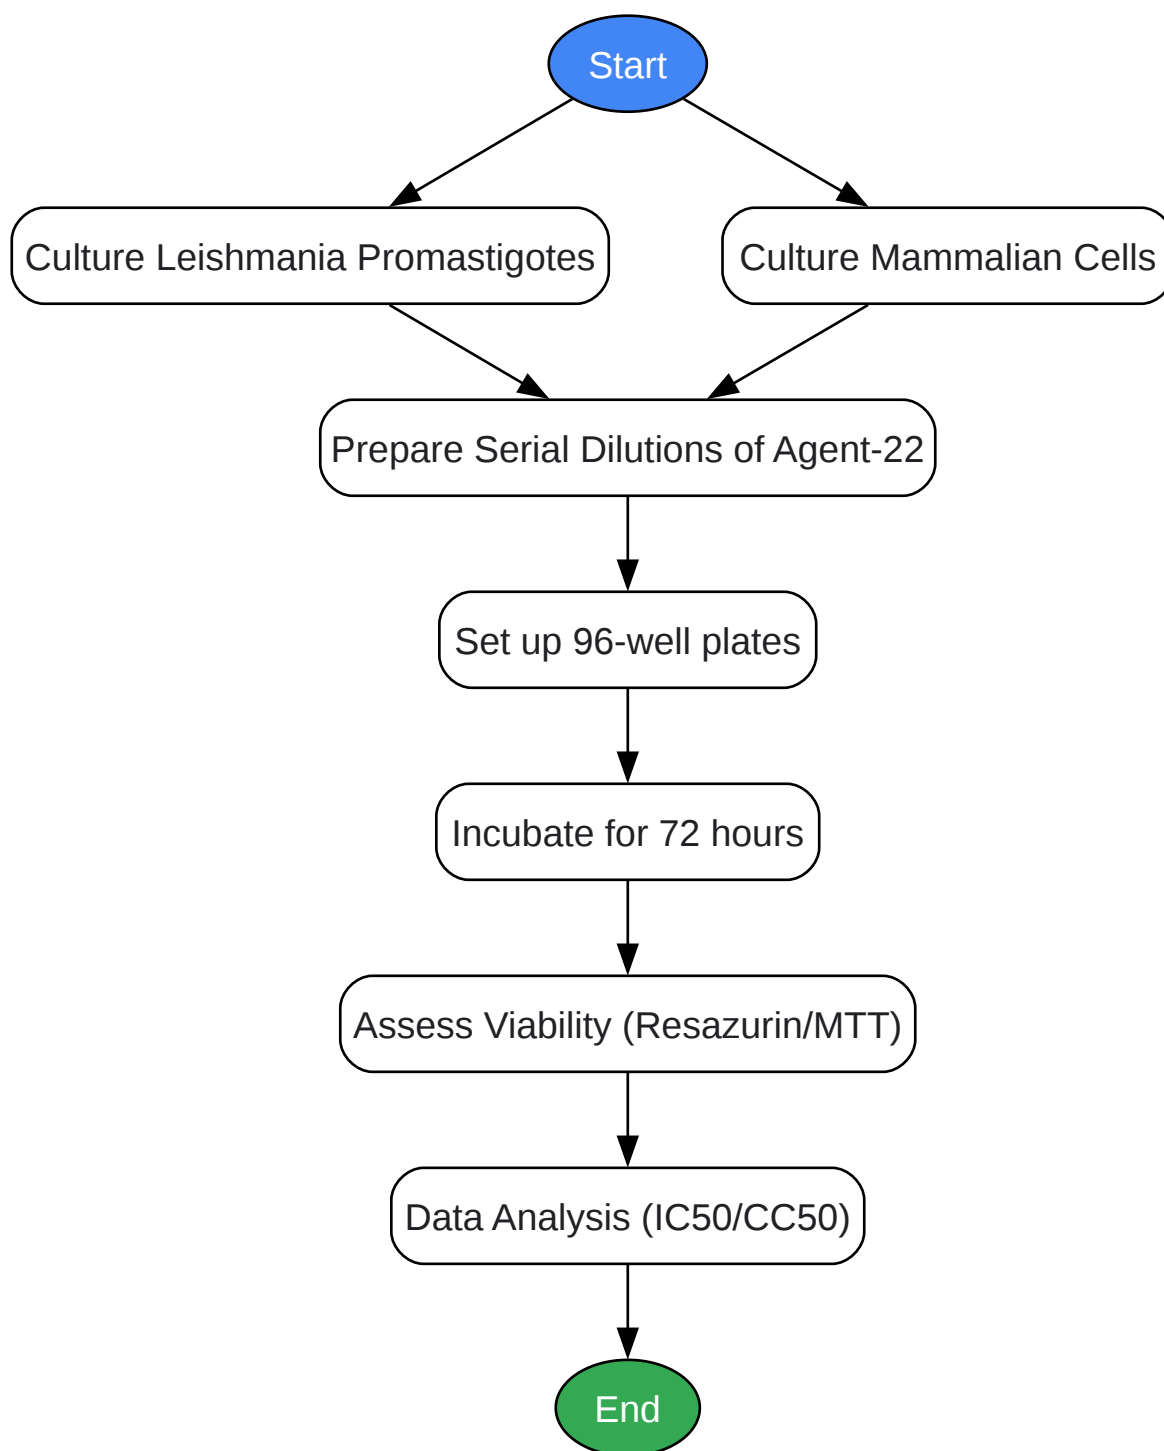 Start
Culture Leishmania Promastigotes
Culture Mammalian Cells
Prepare Serial Dilutions of Agent-22
Set up 96-well plates
Incubate for 72 hours
Assess Viability (Resazurin/MTT)
Data Analysis (IC50/CC50)
End